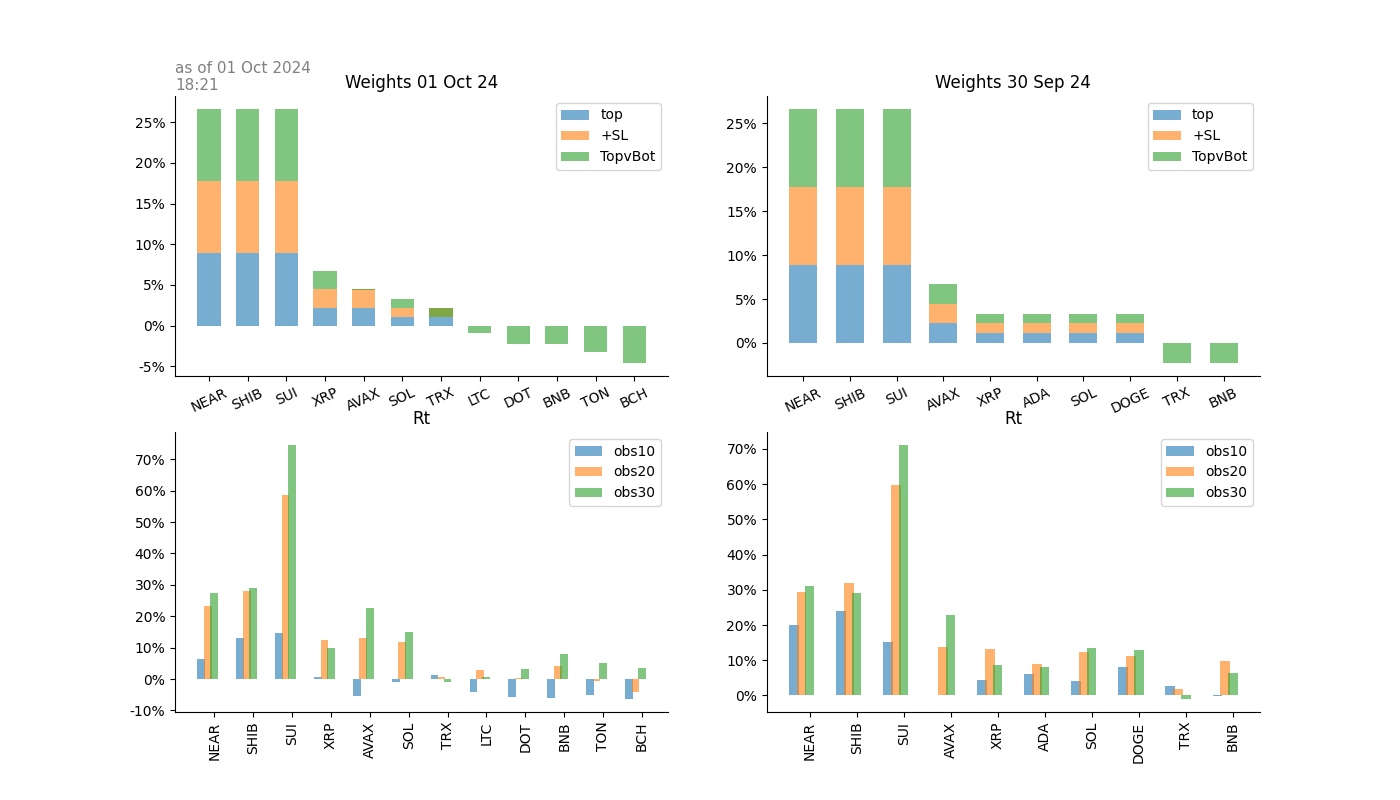 as of 01 Oct 2024
18:21
Weights 01 Oct 24
25%
20%
15%
10%
5%
0%
-5%
top
+SL
TopvBot
NEAR SHIB SUI XRP AVAX SOL TRX LTC DOT BNB TON BCH
Weights 30 Sep 24
25%
20%
15%
10%
5%
0%
top
+SL
TopvBot
NEAR SHIB SUI AVAX XRP ADA SOL DOGE TRX BNB
Rt
70%
60%
50%
40%
30%
20%
10%
0%
-10%
obs10
obs20
obs30
NEAR SHIB SUI XRP AVAX SOL TRX LTC DOT BNB TON BCH
Rt
70%
60%
50%
40%
30%
20%
10%
0%
obs10
obs20
obs30
NEAR SHIB SUI AVAX XRP ADA SOL DOGE TRX BNB